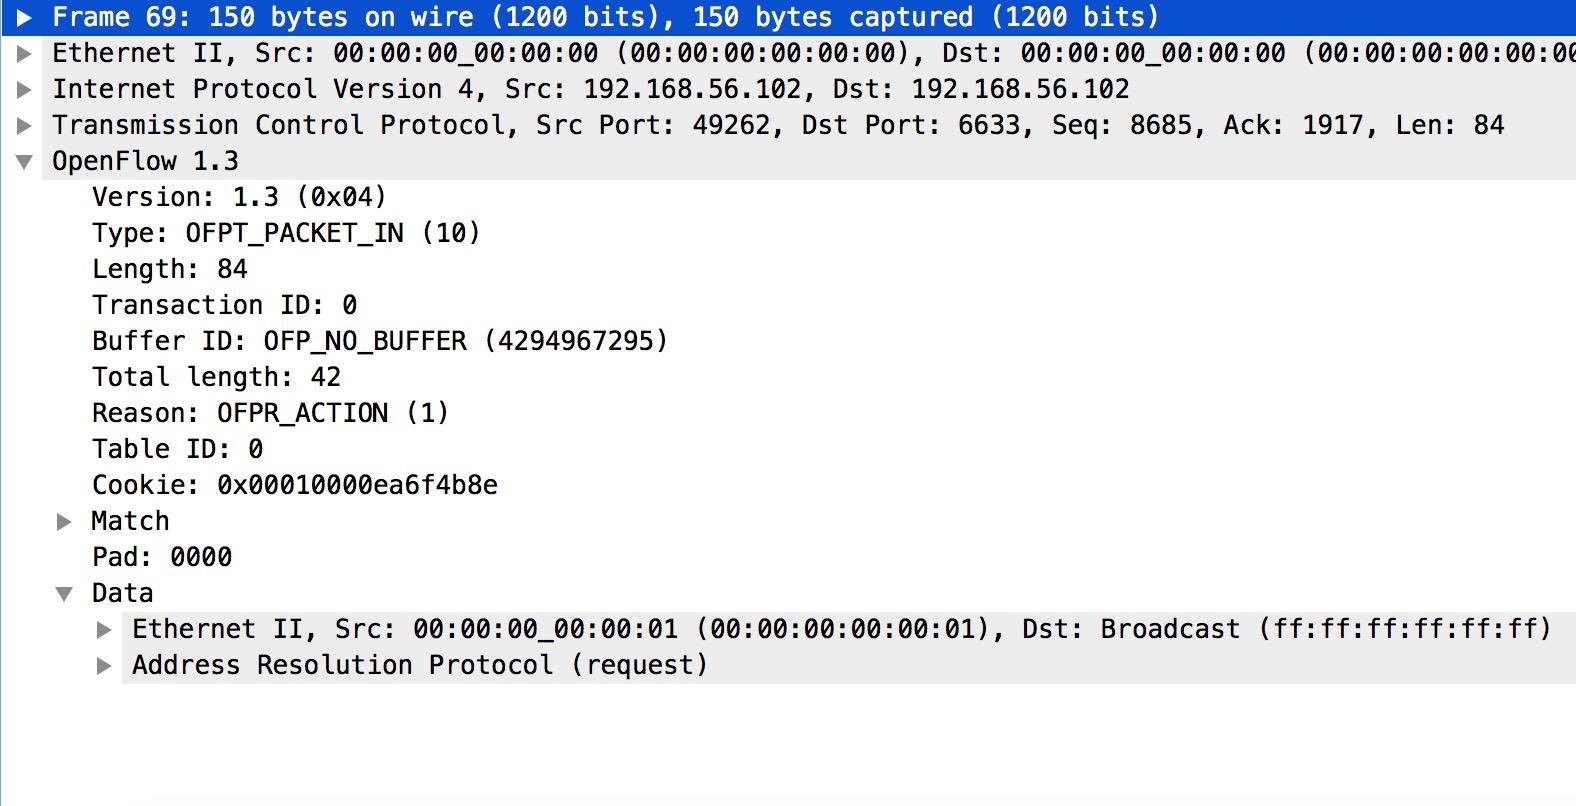 Frame 69: 150 bytes on wire (1200 bits), 150 bytes captured (1200 bits)
Ethernet II, Src: 00:00:00_00:00:00 (00:00:00:00:00:00), Dst: 00:00:00_00:00:00 (00:00:00:00:00:00
Internet Protocol Version 4, Src: 192.168.56.102, Dst: 192.168.56.102
Transmission Control Protocol, Src Port: 49262, Dst Port: 6633, Seq: 8685, Ack: 1917, Len: 84
OpenFlow 1.3
Version: 1.3 (0x04)
Type: OFPT_PACKET_IN (10)
Length: 84
Transaction ID: 0
Buffer ID: OFP_NO_BUFFER (4294967295)
Total length: 42
Reason: OFPR_ACTION (1)
Table ID: 0
Cookie: 0x00010000ea6f4b8e
Match
Pad: 0000
Data
Ethernet II, Src: 00:00:00_00:00:01 (00:00:00:00:00:01), Dst: Broadcast (ff:ff:ff:ff:ff:ff)
Address Resolution Protocol (request)